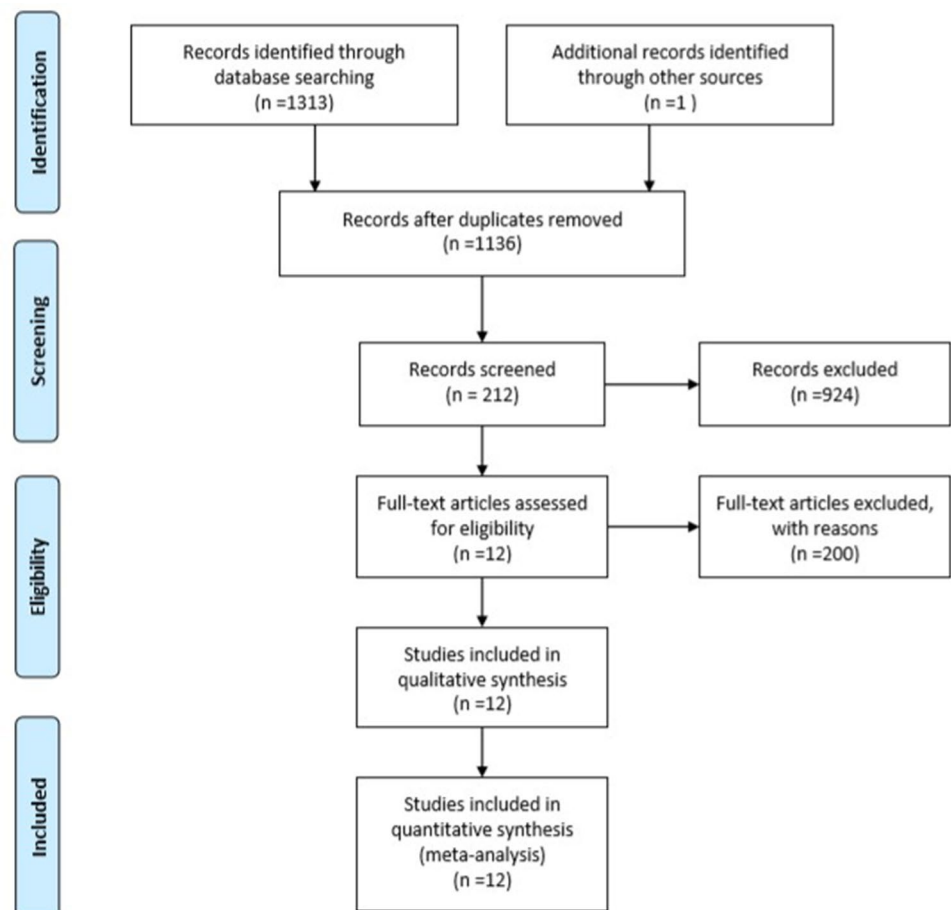 Identification
Records identified through
database searching
(n =1313)
Additional records identified
through other sources
(n =1 )
Records after duplicates removed
(n =1136)
Screening
Records screened
(n = 212)
Records excluded
(n =924)
Eligibility
Full-text articles assessed
for eligibility
(n =12)
Full-text articles excluded,
with reasons
(n =200)
Studies included in
qualitative synthesis
(n =12)
Included
Studies included in
quantitative synthesis
(meta-analysis)
(n =12)